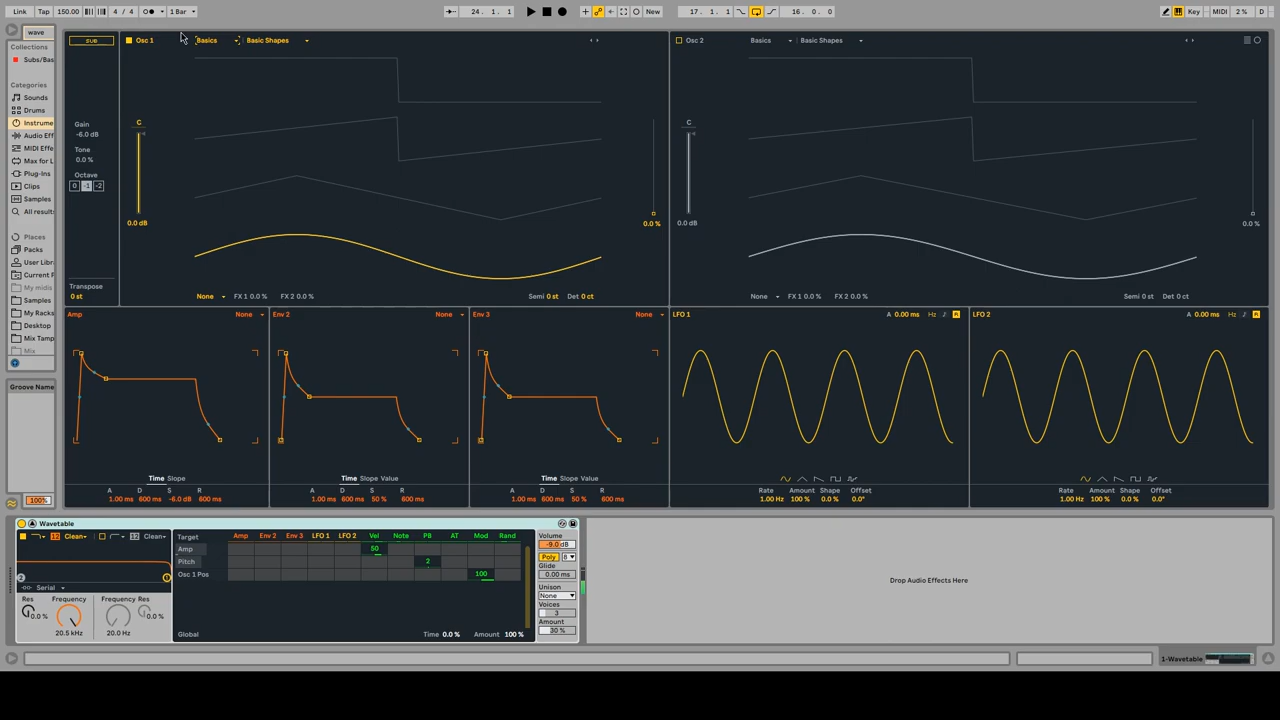 Link Tap 150.00 4 / 4 1 Bar 24. 1. 1 New 17. 1. 1 16. 0. 0 Key MIDI 2 % D
wave
Collections
Subs/Bas
Categories
Sounds
Drums
Instrume
Audio Eff
MIDI Effe
Max for L
Plug-Ins
Clips
Samples
All results
Places
Packs
User Libr
Current P
My midis
Samples
My Racks
Desktop
Mix Temp
Mix
Groove Name
100%
SUB
Gain
-6.0 dB
Tone
0.0 %
Octave
0 -1 -2
Transpose
0 st
Osc 1 Basics Basic Shapes
C
0.0 dB
0.0 %
None FX 1 0.0 % FX 2 0.0 % Semi 0 st Det 0 ct
Osc 2 Basics Basic Shapes
C
0.0 dB
0.0 %
None FX 1 0.0 % FX 2 0.0 % Semi 0 st Det 0 ct
Amp None
Time Slope
A D S R
1.00 ms 600 ms -6.0 dB 600 ms
Env 2 None
Time Slope Value
A D S R
1.00 ms 600 ms 50 % 600 ms
Env 3 None
Time Slope Value
A D S R
1.00 ms 600 ms 50 % 600 ms
LFO 1 A 0.00 ms Hz R
Rate Amount Shape Offset
1.00 Hz 100 % 0.0 % 0.0°
LFO 2 A 0.00 ms Hz R
Rate Amount Shape Offset
1.00 Hz 100 % 0.0 % 0.0°
Wavetable
12 Clean 12 Clean
2 1
Serial
Res Frequency Frequency Res
0.0 % 0.0 %
20.5 kHz 20.0 Hz
Target Amp Env 2 Env 3 LFO 1 LFO 2 Vel Note PB AT Mod Rand
Amp 50
Pitch 2
Osc 1 Pos 100
Global Time 0.0 % Amount 100 %
Volume
-9.0 dB
Poly 8
Glide
0.00 ms
Unison
None
Voices
3
Amount
30 %
Drop Audio Effects Here
1-Wavetable